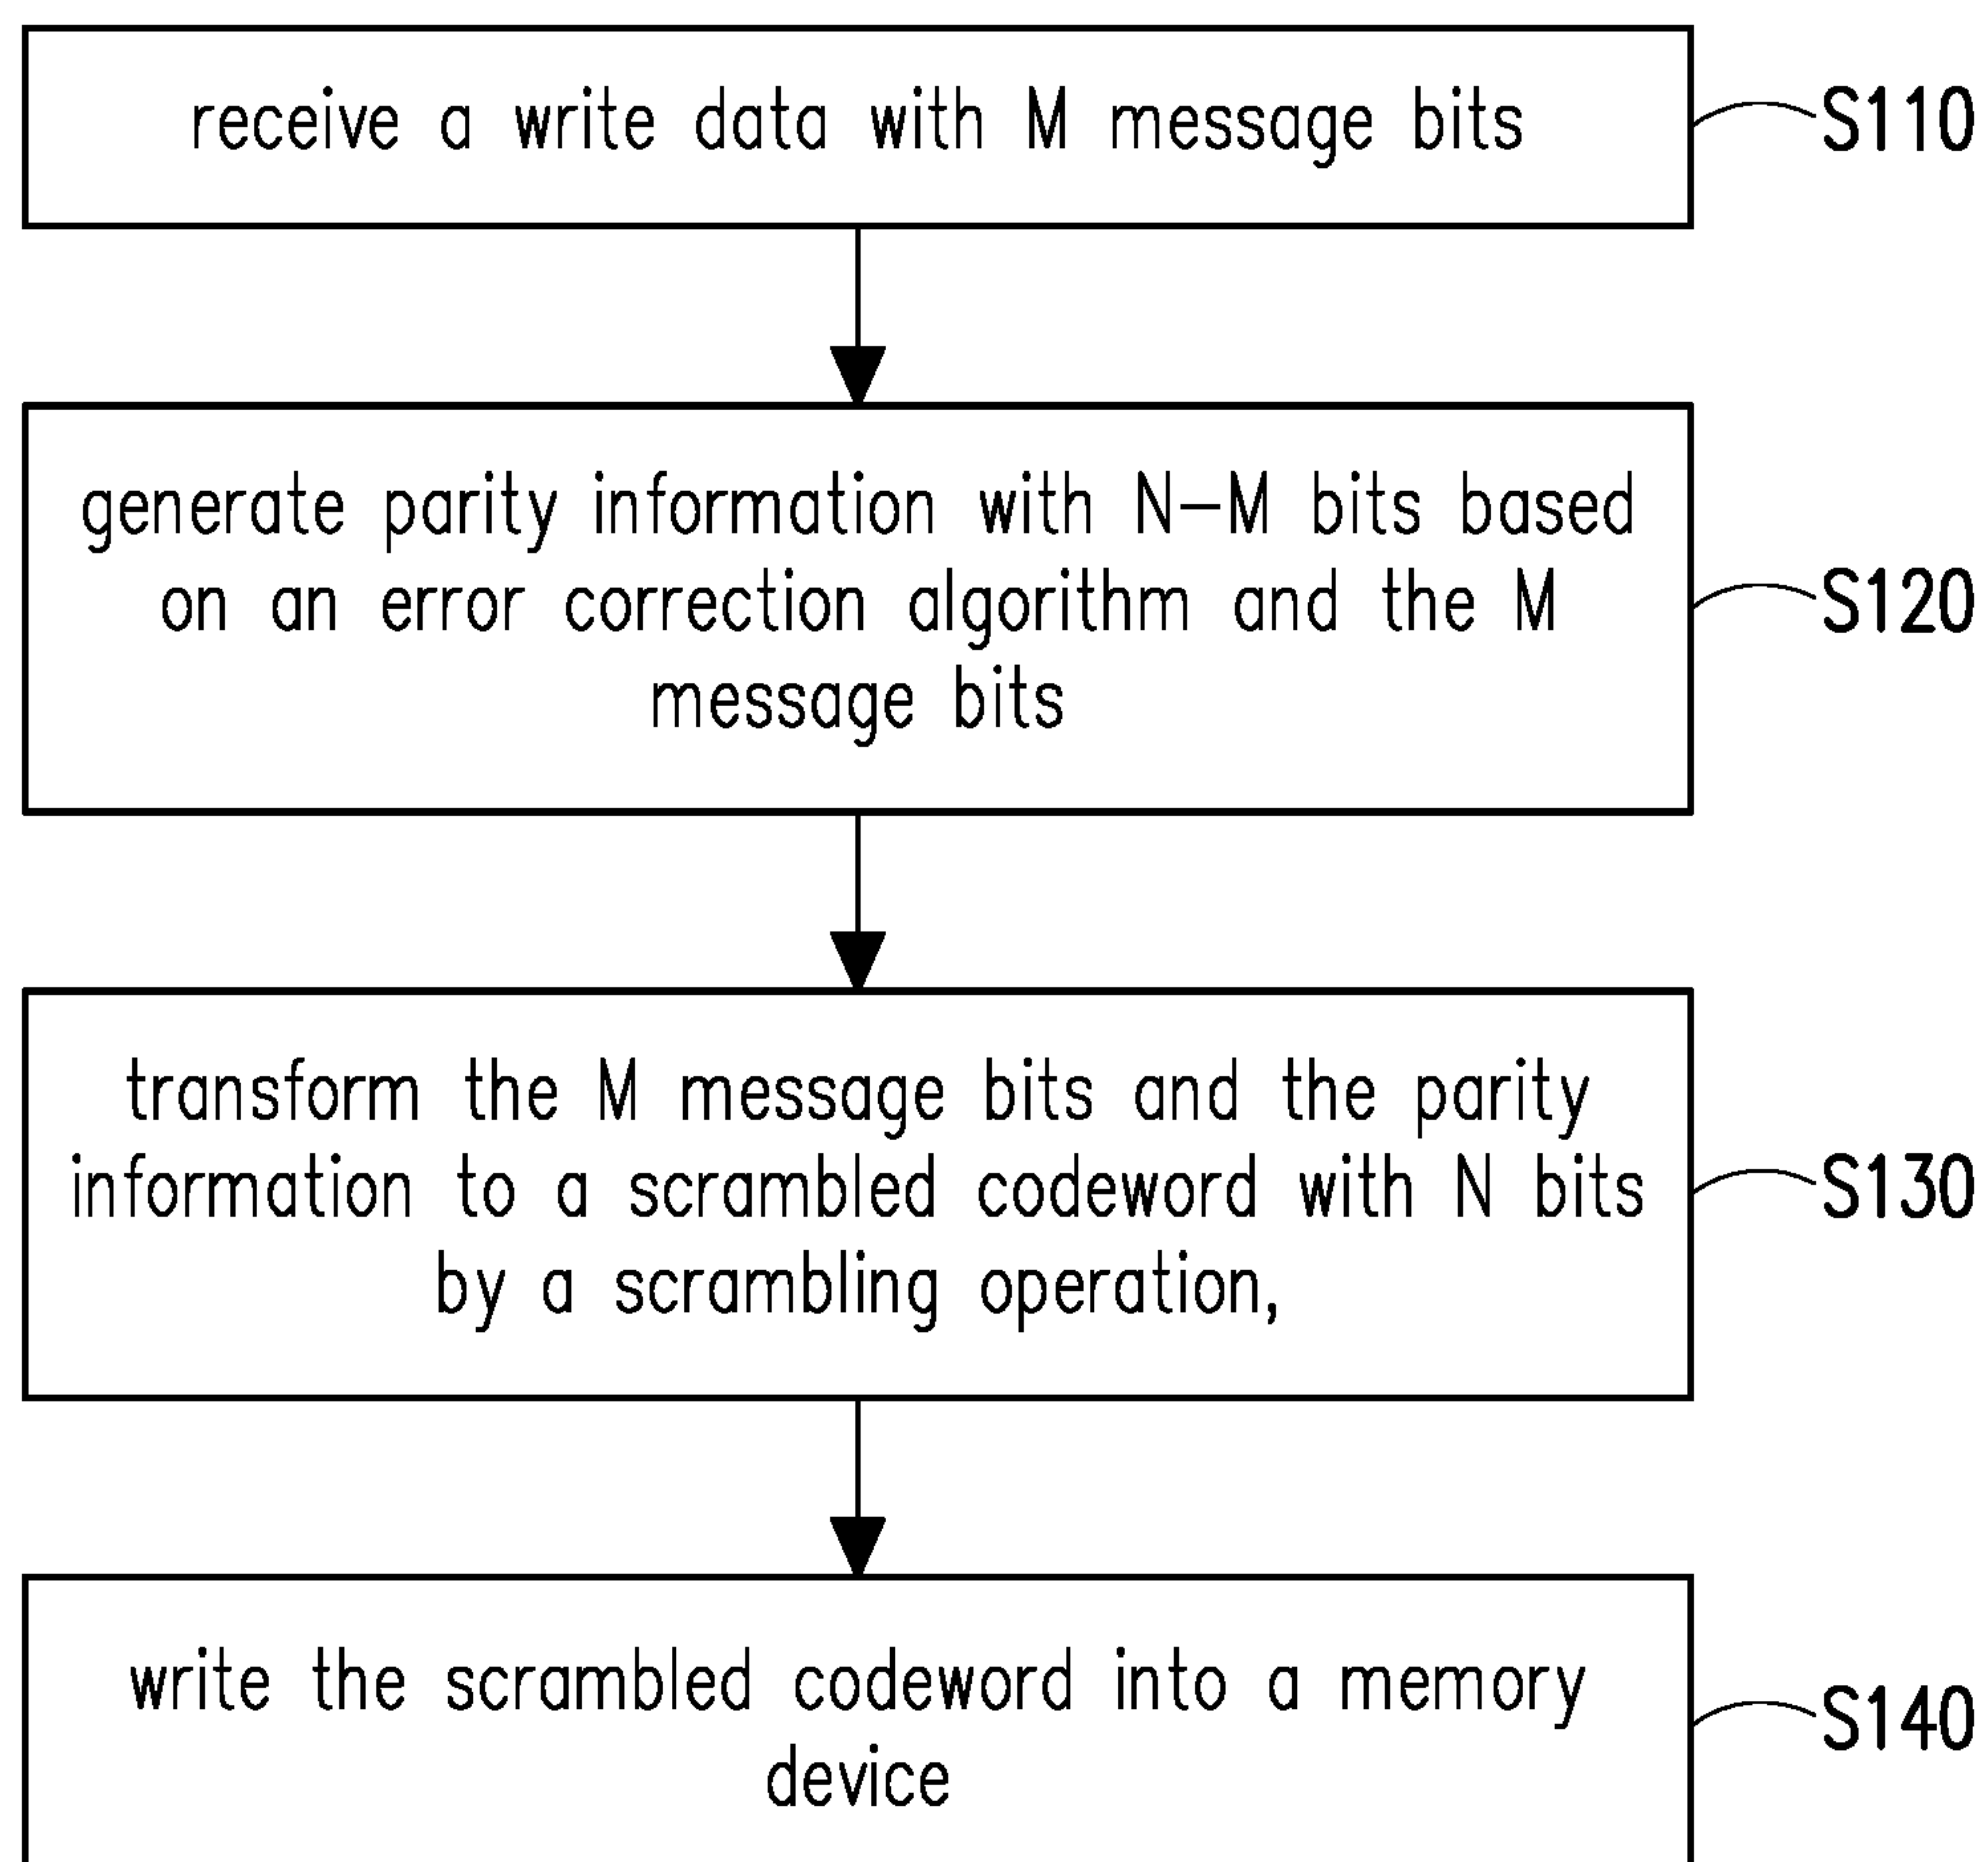 receive a write data with M message bits
S110
generate parity information with N-M bits based
on an error correction algorithm and the M
message bits
S120
transform the M message bits and the parity
information to a scrambled codeword with N bits
by a scrambling operation,
S130
write the scrambled codeword into a memory
device
S140